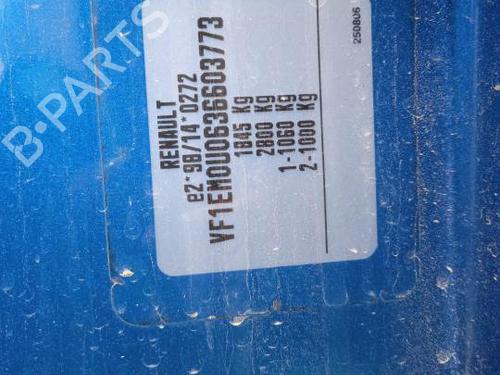 RENAULT
e2*98/14*0272
VF1EM0U0636603773
1845 Kg
2800 Kg
1-1060 Kg
2-1000 Kg
250806
B-PARTS